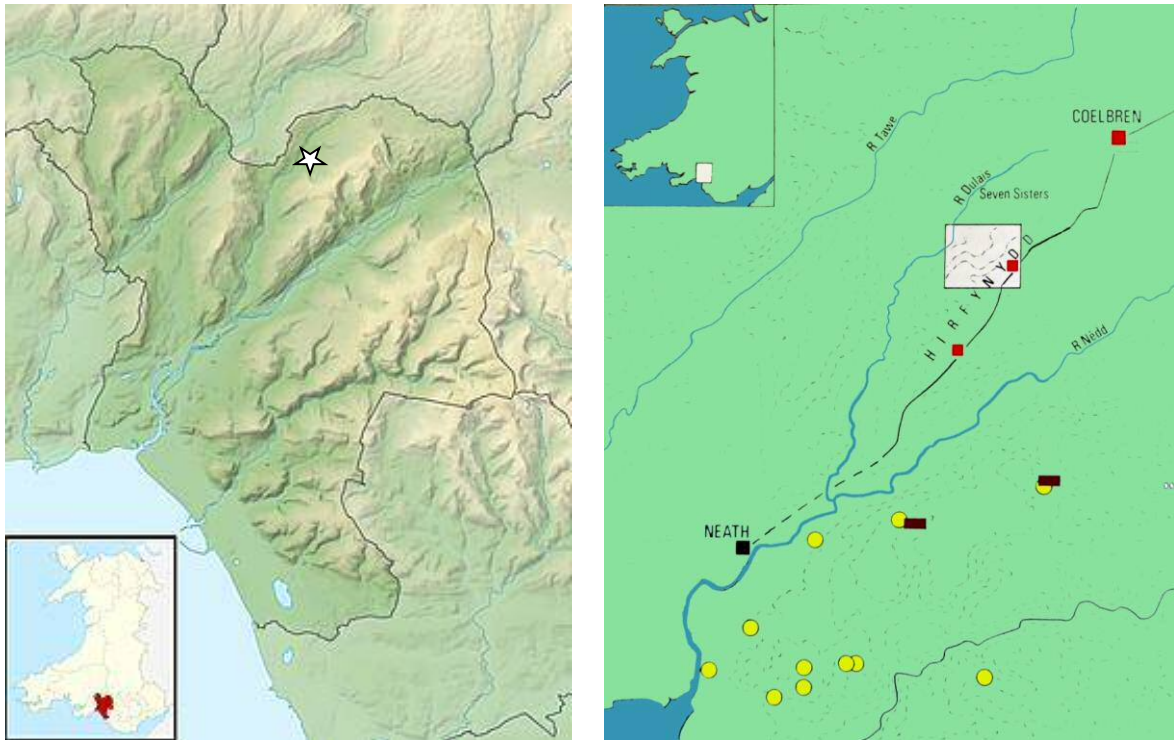 COELBREN
R Tawe
R Dulais
Seven Sisters
HIRFYNYDD
R Nedd
?
NEATH